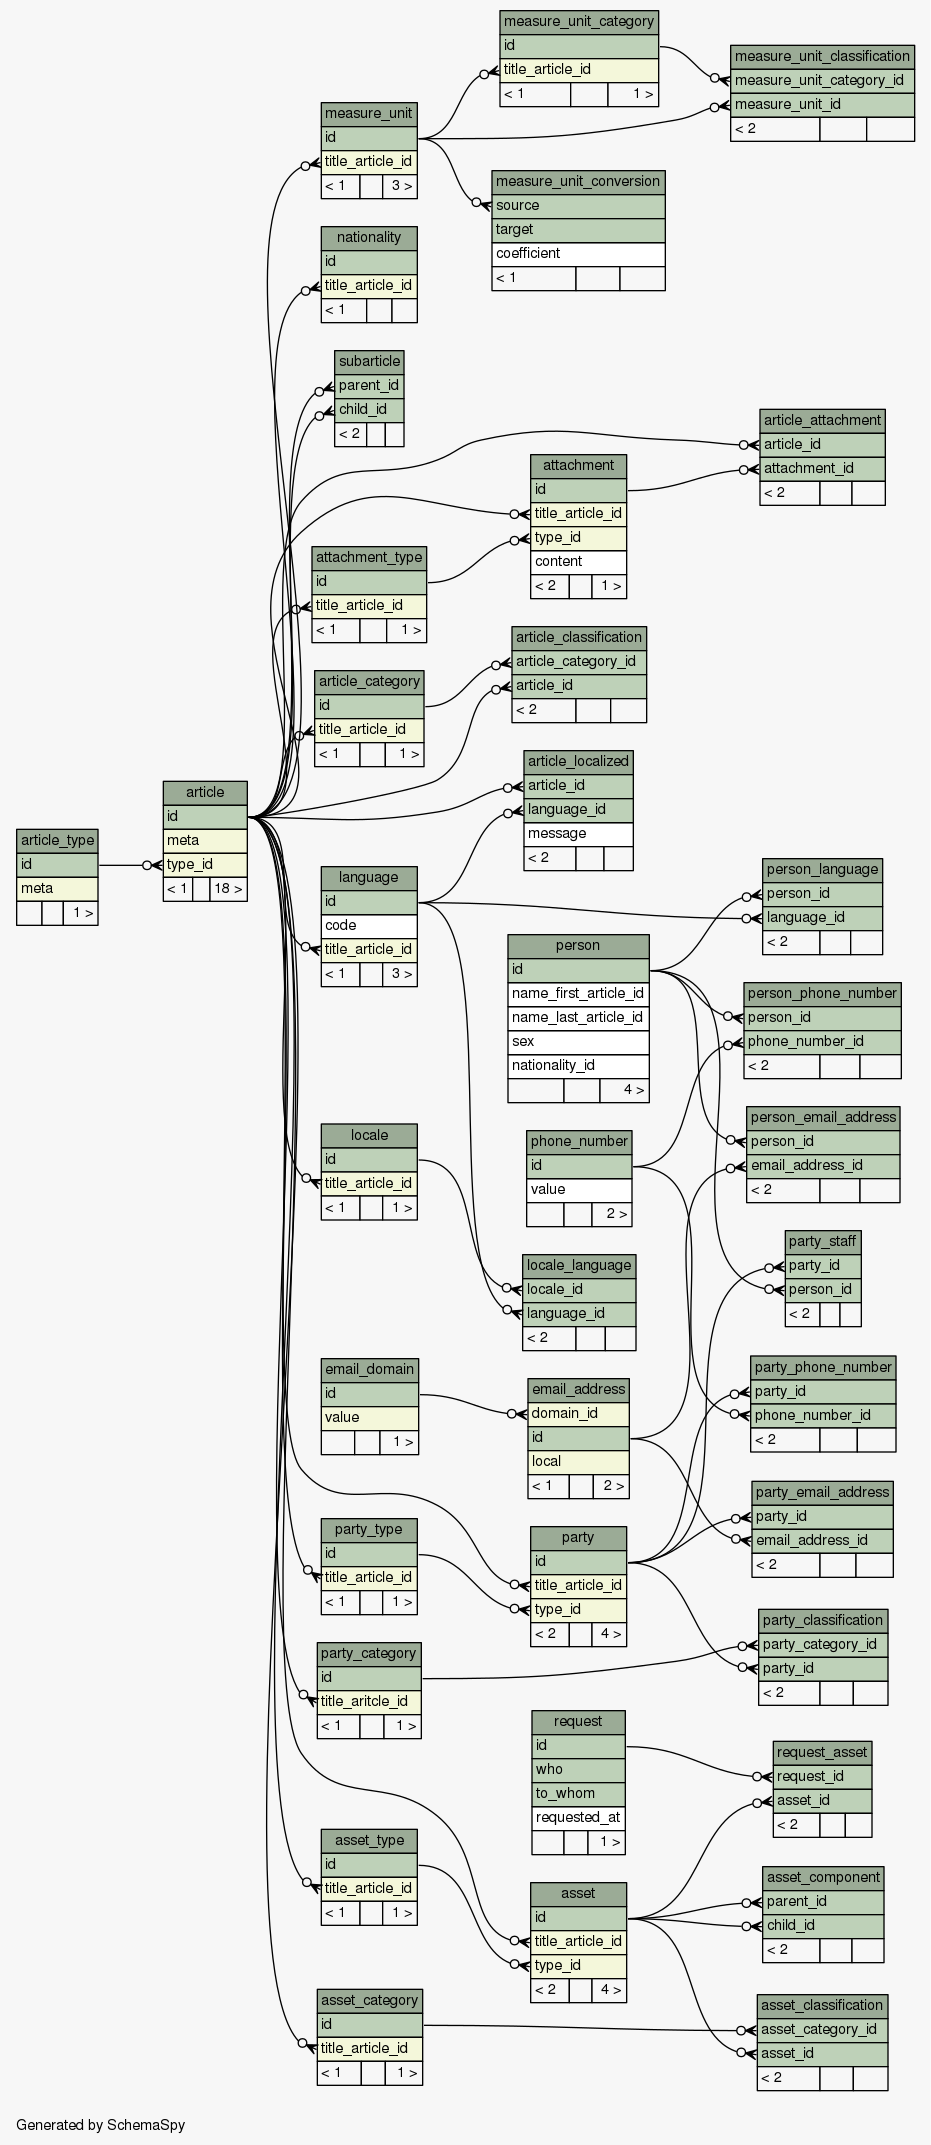 measure_unit_category
id
title_article_id
< 1 1 >
measure_unit_classification
measure_unit_category_id
measure_unit_id
< 2
measure_unit
id
title_article_id
< 1 3 >
measure_unit_conversion
source
target
coefficient
< 1
nationality
id
title_article_id
< 1
subarticle
parent_id
child_id
< 2
article_attachment
article_id
attachment_id
< 2
attachment
id
title_article_id
type_id
content
< 2 1 >
attachment_type
id
title_article_id
< 1 1 >
article_classification
article_category_id
article_id
< 2
article_category
id
title_article_id
< 1 1 >
article_localized
article_id
language_id
message
< 2
article
id
meta
type_id
< 1 18 >
article_type
id
meta
1 >
language
id
code
title_article_id
< 1 3 >
person_language
person_id
language_id
< 2
person
id
name_first_article_id
name_last_article_id
sex
nationality_id
4 >
person_phone_number
person_id
phone_number_id
< 2
person_email_address
person_id
email_address_id
< 2
locale
id
title_article_id
< 1 1 >
phone_number
id
value
2 >
party_staff
party_id
person_id
< 2
locale_language
locale_id
language_id
< 2
email_domain
id
value
1 >
email_address
domain_id
id
local
< 1 2 >
party_phone_number
party_id
phone_number_id
< 2
party_email_address
party_id
email_address_id
< 2
party_type
id
title_article_id
< 1 1 >
party
id
title_article_id
type_id
< 2 4 >
party_classification
party_category_id
party_id
< 2
party_category
id
title_aritcle_id
< 1 1 >
request
id
who
to_whom
requested_at
1 >
request_asset
request_id
asset_id
< 2
asset_type
id
title_article_id
< 1 1 >
asset
id
title_article_id
type_id
< 2 4 >
asset_component
parent_id
child_id
< 2
asset_category
id
title_article_id
< 1 1 >
asset_classification
asset_category_id
asset_id
< 2
Generated by SchemaSpy